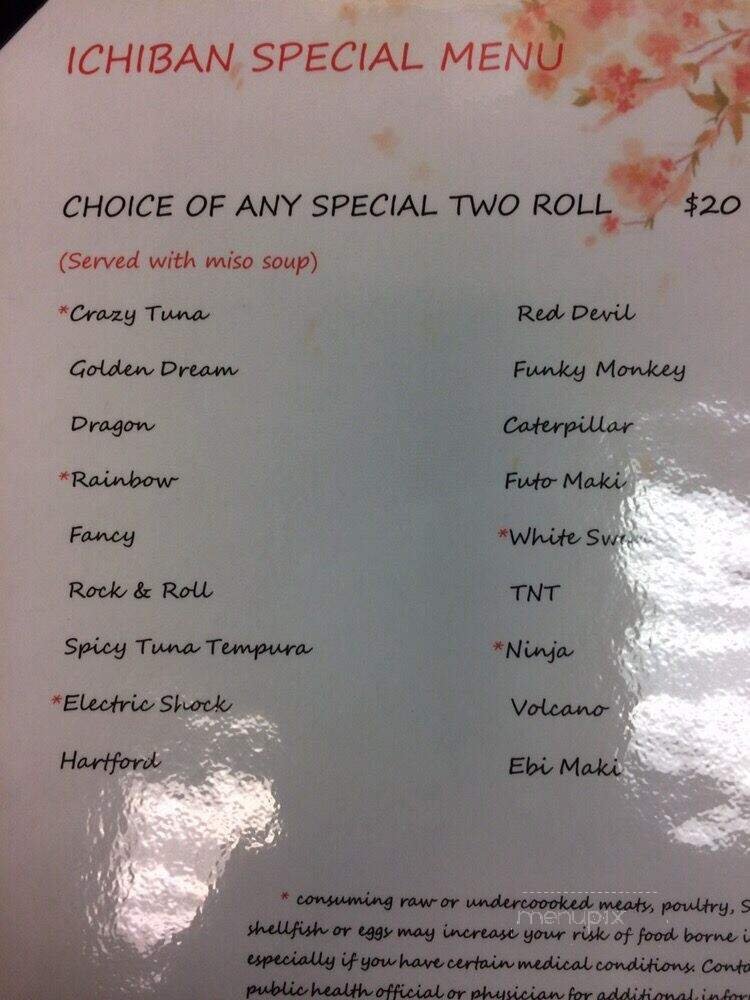 ICHIBAN SPECIAL MENU
CHOICE OF ANY SPECIAL TWO ROLL $20
(Served with miso soup)
*Crazy Tuna
Red Devil
Golden Dream
Funky Monkey
Dragon
Caterpillar
*Rainbow
Futo Maki
Fancy
*White
Rock & Roll
TNT
Spicy Tuna Tempura
*Ninja
*Electric Shock
Volcano
Hartford
Ebi Maki
* consuming raw or undercoooked meats, poultry,
menupix
shellfish or eggs may increase your risk of food borne
especially if you have certain medical conditions.
public health official or physician for additional